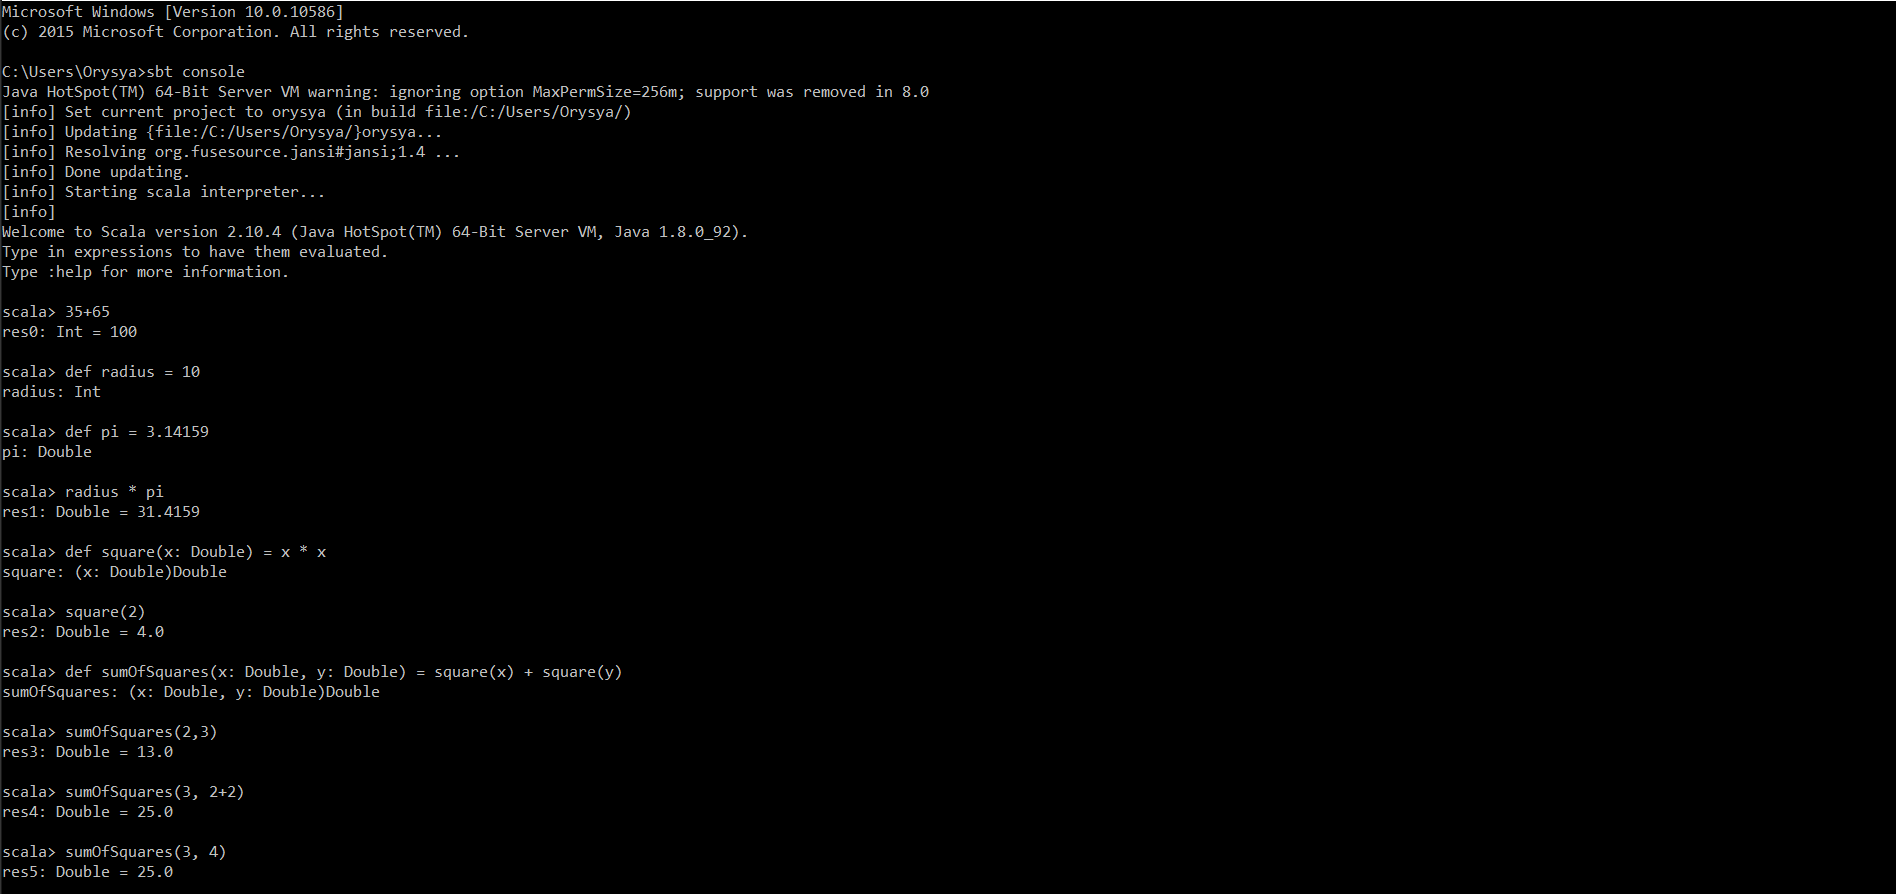 Microsoft Windows [Version 10.0.10586]
(c) 2015 Microsoft Corporation. All rights reserved.
C:\Users\Orysya>sbt console
Java HotSpot(TM) 64-Bit Server VM warning: ignoring option MaxPermSize=256m; support was removed in 8.0
[info] Set current project to orysya (in build file:/C:/Users/Orysya/)
[info] Updating {file:/C:/Users/Orysya/}orysya...
[info] Resolving org.fusesource.jansi#jansi;1.4 ...
[info] Done updating.
[info] Starting scala interpreter...
[info]
Welcome to Scala version 2.10.4 (Java HotSpot(TM) 64-Bit Server VM, Java 1.8.0_92).
Type in expressions to have them evaluated.
Type :help for more information.
scala> 35+65
res0: Int = 100
scala> def radius = 10
radius: Int
scala> def pi = 3.14159
pi: Double
scala> radius * pi
res1: Double = 31.4159
scala> def square(x: Double) = x * x
square: (x: Double)Double
scala> square(2)
res2: Double = 4.0
scala> def sumOfSquares(x: Double, y: Double) = square(x) + square(y)
sumOfSquares: (x: Double, y: Double)Double
scala> sumOfSquares(2,3)
res3: Double = 13.0
scala> sumOfSquares(3, 2+2)
res4: Double = 25.0
scala> sumOfSquares(3, 4)
res5: Double = 25.0